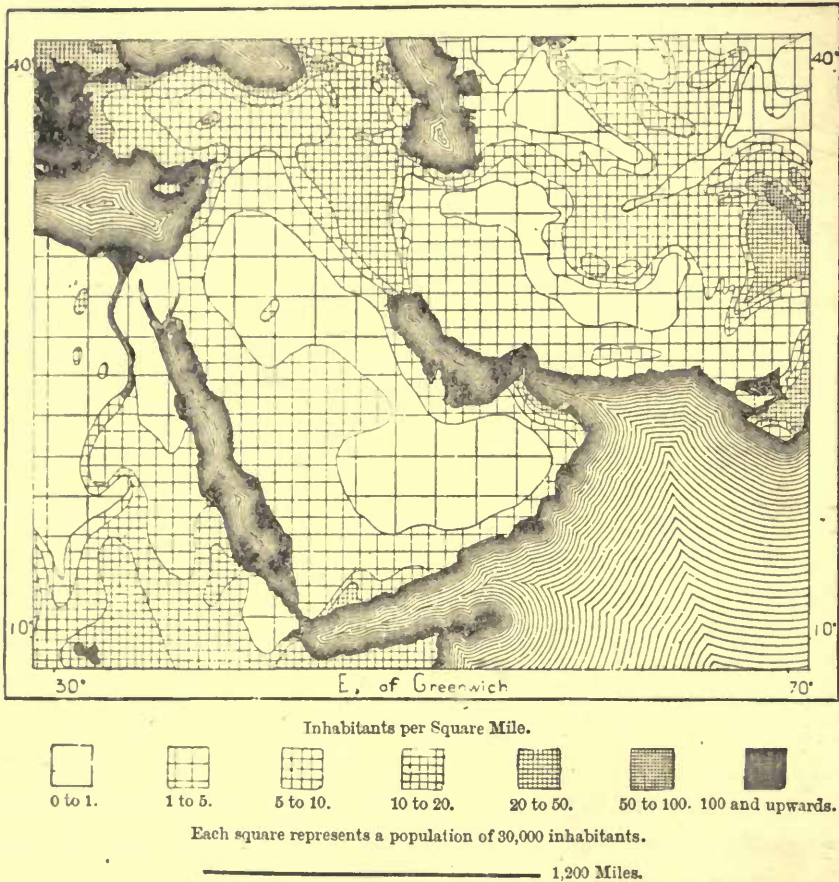 40° 40°
10° 10°
30° E, of Greenwich 70°
Inhabitants per Square Mile.
0 to 1. 1 to 5. 5 to 10. 10 to 20. 20 to 50. 50 to 100. 100 and upwards.
Each square represents a population of 30,000 inhabitants.
1,200 Miles.